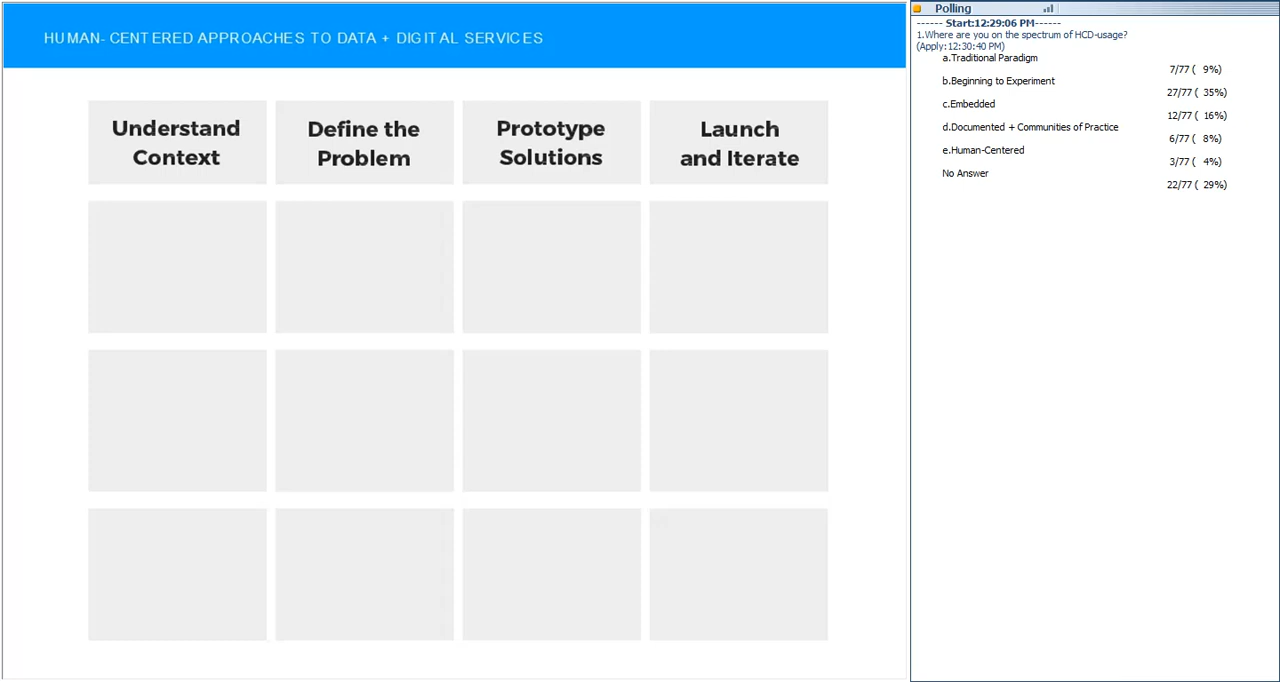 HUMAN- CENTERED APPROACHES TO DATA + DIGITAL SERVICES
Understand
Context
Define the
Problem
Prototype
Solutions
Launch
and Iterate
Polling
------ Start:12:29:06 PM------
1.Where are you on the spectrum of HCD-usage?
(Apply:12:30:40 PM)
a.Traditional Paradigm
7/77 ( 9%)
b.Beginning to Experiment
27/77 ( 35%)
c.Embedded
12/77 ( 16%)
d.Documented + Communities of Practice
6/77 ( 8%)
e.Human-Centered
3/77 ( 4%)
No Answer
22/77 ( 29%)